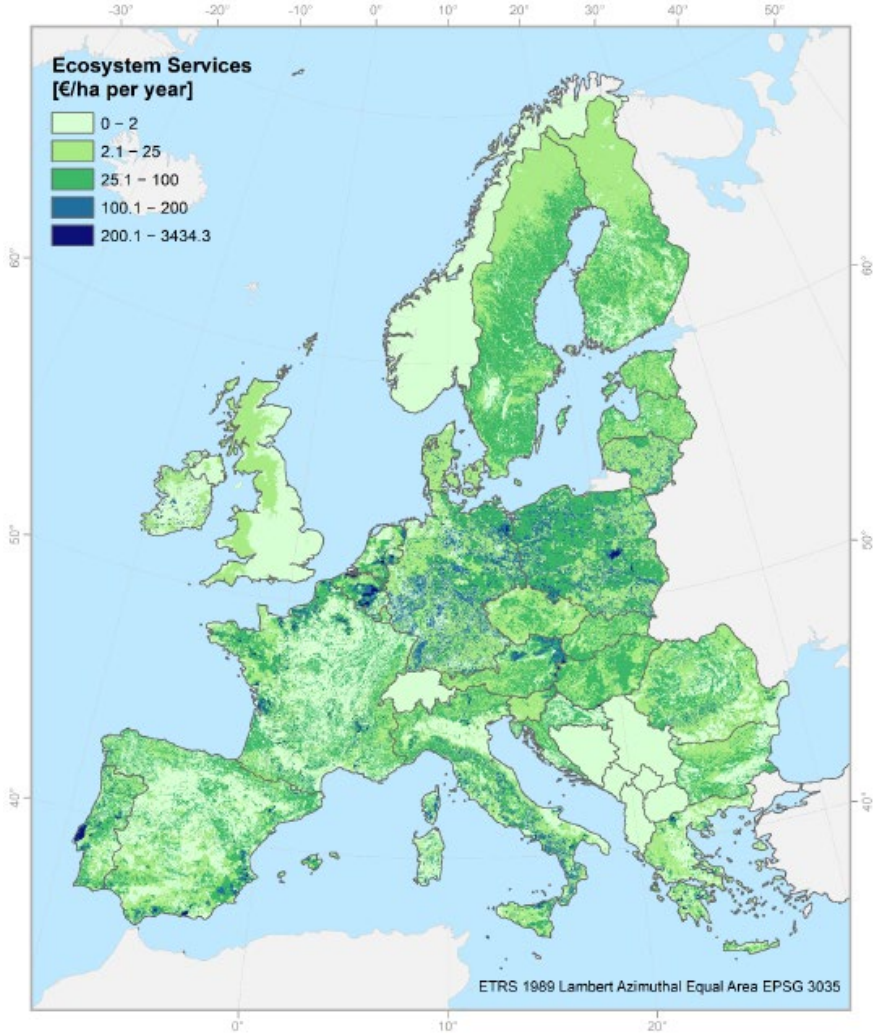 -30° -20° -10° 0° 10° 20° 30° 40° 50°
Ecosystem Services
[€/ha per year]
0 – 2
2.1 – 25
25.1 – 100
100.1 – 200
200.1 – 3434.3
60° 60°
50° 50°
40° 40°
ETRS 1989 Lambert Azimuthal Equal Area EPSG 3035
0° 10° 20°